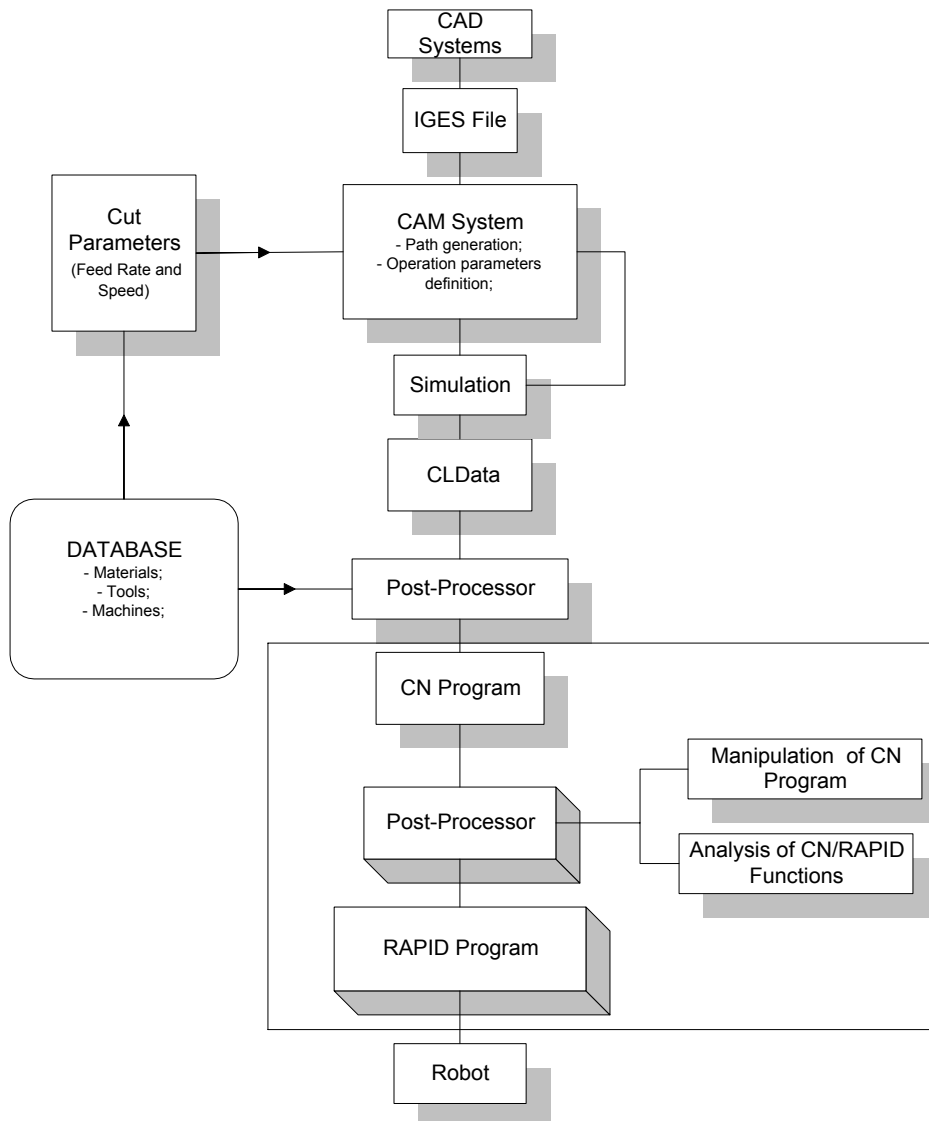 CAD
Systems
IGES File
Cut
Parameters
(Feed Rate and
Speed)
CAM System
- Path generation;
- Operation parameters
definition;
Simulation
CLData
DATABASE
- Materials;
- Tools;
- Machines;
Post-Processor
CN Program
Manipulation of CN
Program
Post-Processor
Analysis of CN/RAPID
Functions
RAPID Program
Robot